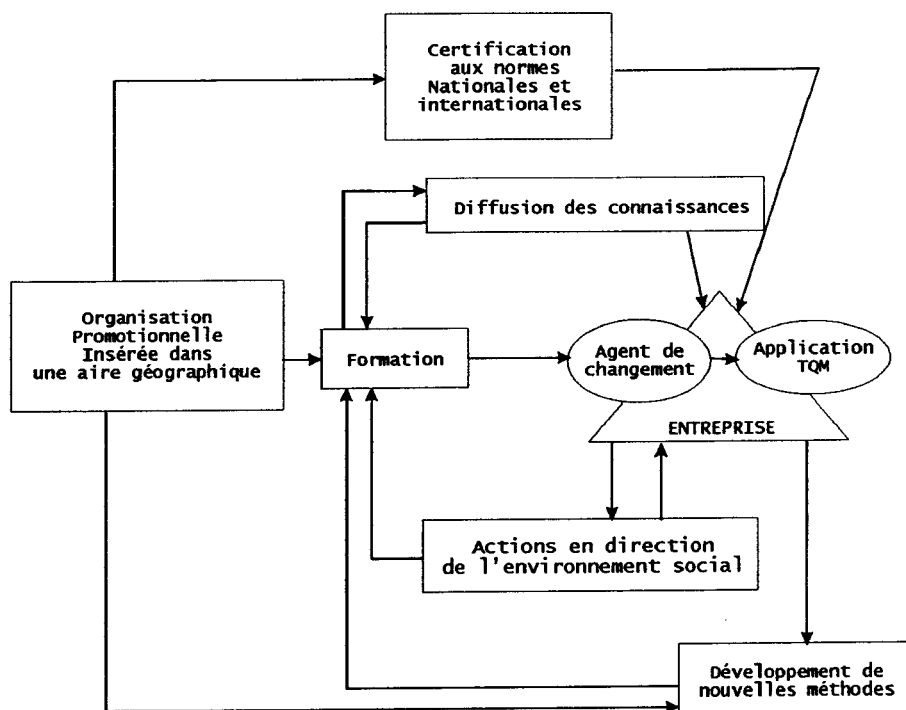 Certification
aux normes
Nationales et
internationales
Diffusion des connaissances
Organisation
Promotionnelle
Insérée dans
une aire géographique
Formation
Agent de
changement
Application
TQM
ENTREPRISE
Actions en direction
de l'environnement social
Développement de
nouvelles méthodes